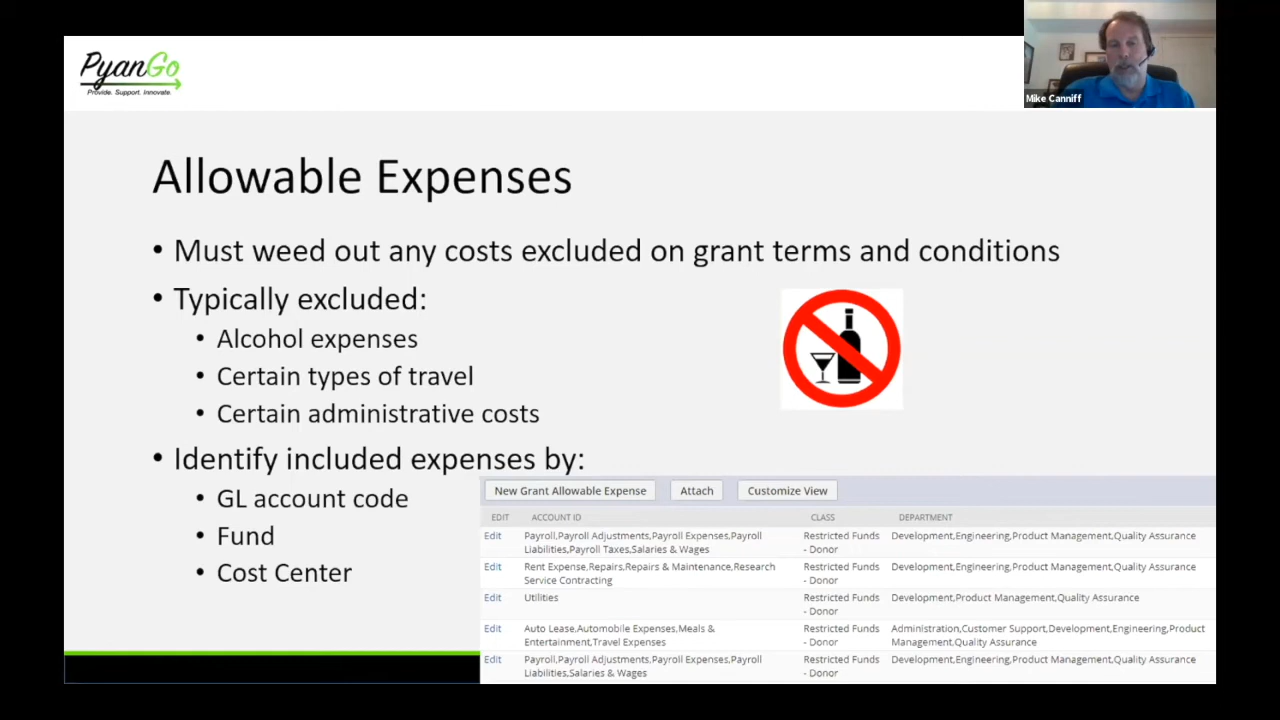 PyanGo
Provide. Support. Innovate.
Mike Canniff
Allowable Expenses
• Must weed out any costs excluded on grant terms and conditions
• Typically excluded:
• Alcohol expenses
• Certain types of travel
• Certain administrative costs
• Identify included expenses by:
• GL account code
• Fund
• Cost Center
New Grant Allowable Expense Attach Customize View
EDIT ACCOUNT ID CLASS DEPARTMENT
Edit Payroll,Payroll Adjustments,Payroll Expenses,Payroll Restricted Funds Development,Engineering,Product Management,Quality Assurance
Liabilities,Payroll Taxes,Salaries & Wages - Donor
Edit Rent Expense,Repairs,Repairs & Maintenance,Research Restricted Funds Development,Engineering,Product Management,Quality Assurance
Service Contracting - Donor
Edit Utilities Restricted Funds Development,Product Management,Quality Assurance
- Donor
Edit Auto Lease,Automobile Expenses,Meals & Restricted Funds Administration,Customer Support,Development,Engineering,Product
Entertainment,Travel Expenses - Donor Management,Quality Assurance
Edit Payroll,Payroll Adjustments,Payroll Expenses,Payroll Restricted Funds Development,Engineering,Product Management,Quality Assurance
Liabilities,Salaries & Wages - Donor